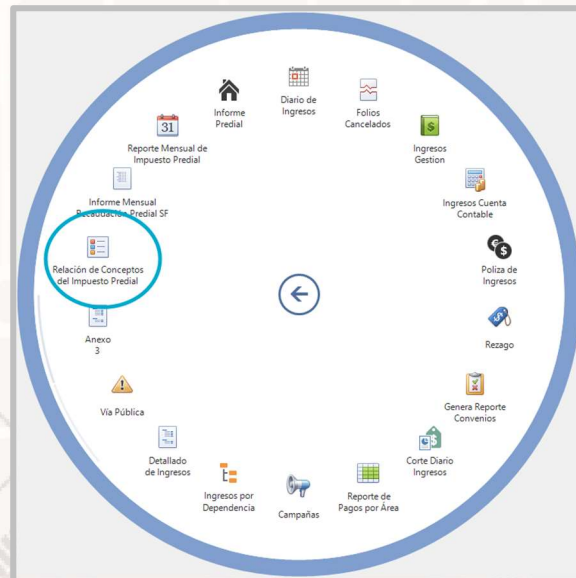 Diario de
Ingresos
Folios
Cancelados
Ingresos
Gestion
Ingresos Cuenta
Contable
Poliza de
Ingresos
Rezago
Genera Reporte
Convenios
Corte Diario
Ingresos
Reporte de
Pagos por Área
Campañas
Ingresos por
Dependencia
Detallado
de Ingresos
Vía Pública
Anexo
3
Relación de Conceptos
del Impuesto Predial
Informe Mensual
Recaudación Predial SF
31
Reporte Mensual de
Impuesto Predial
Informe
Predial